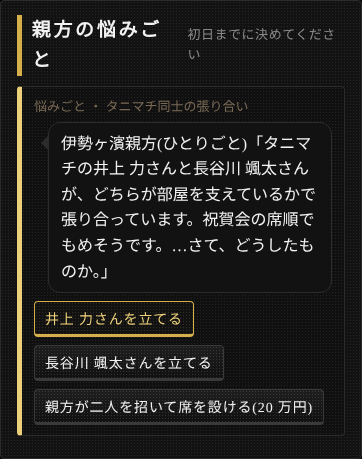 親方の悩みご
と
初日までに決めてくださ
い
悩みごと ・ タニマチ同士の張り合い
伊勢ヶ濱親方(ひとりごと)「タニマ
チの井上 力さんと長谷川 颯太さん
が、どちらが部屋を支えているかで
張り合っています。祝賀会の席順で
もめそうです。…さて、どうしたも
のか。」
井上 力さんを立てる
長谷川 颯太さんを立てる
親方が二人を招いて席を設ける(20 万円)